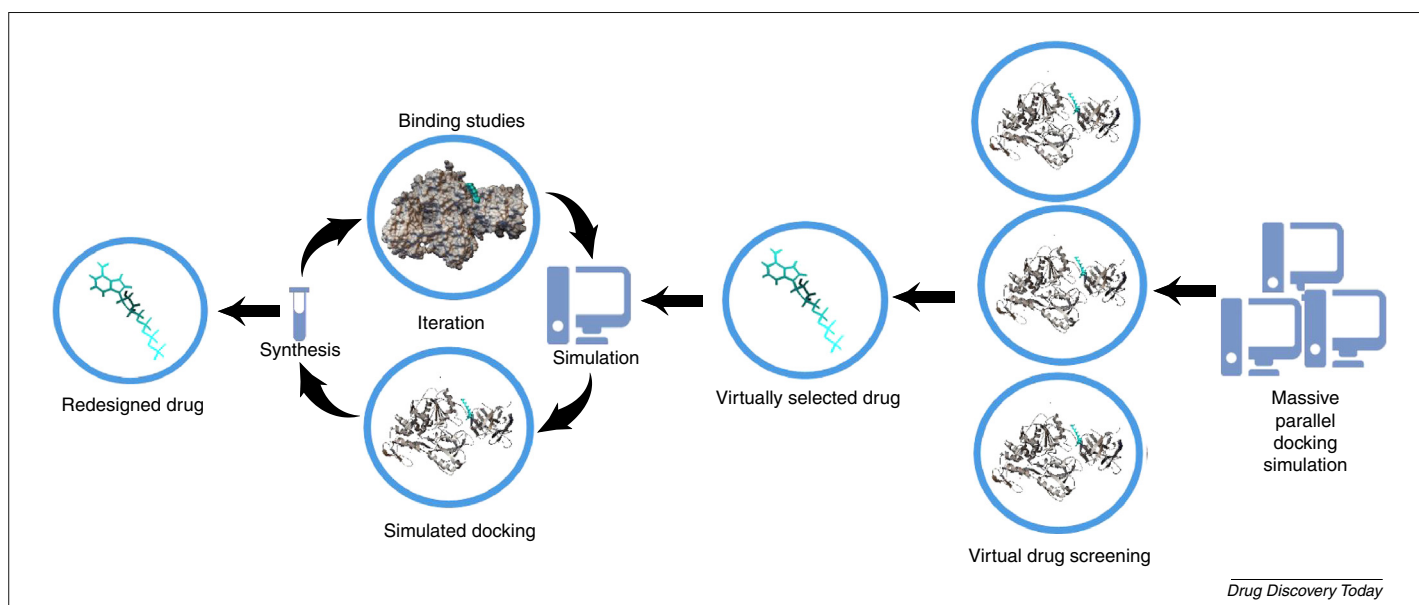 Binding studies
Iteration
Synthesis
Simulation
Redesigned drug
Simulated docking
Virtually selected drug
Virtual drug screening
Massive
parallel
docking
simulation
Drug Discovery Today